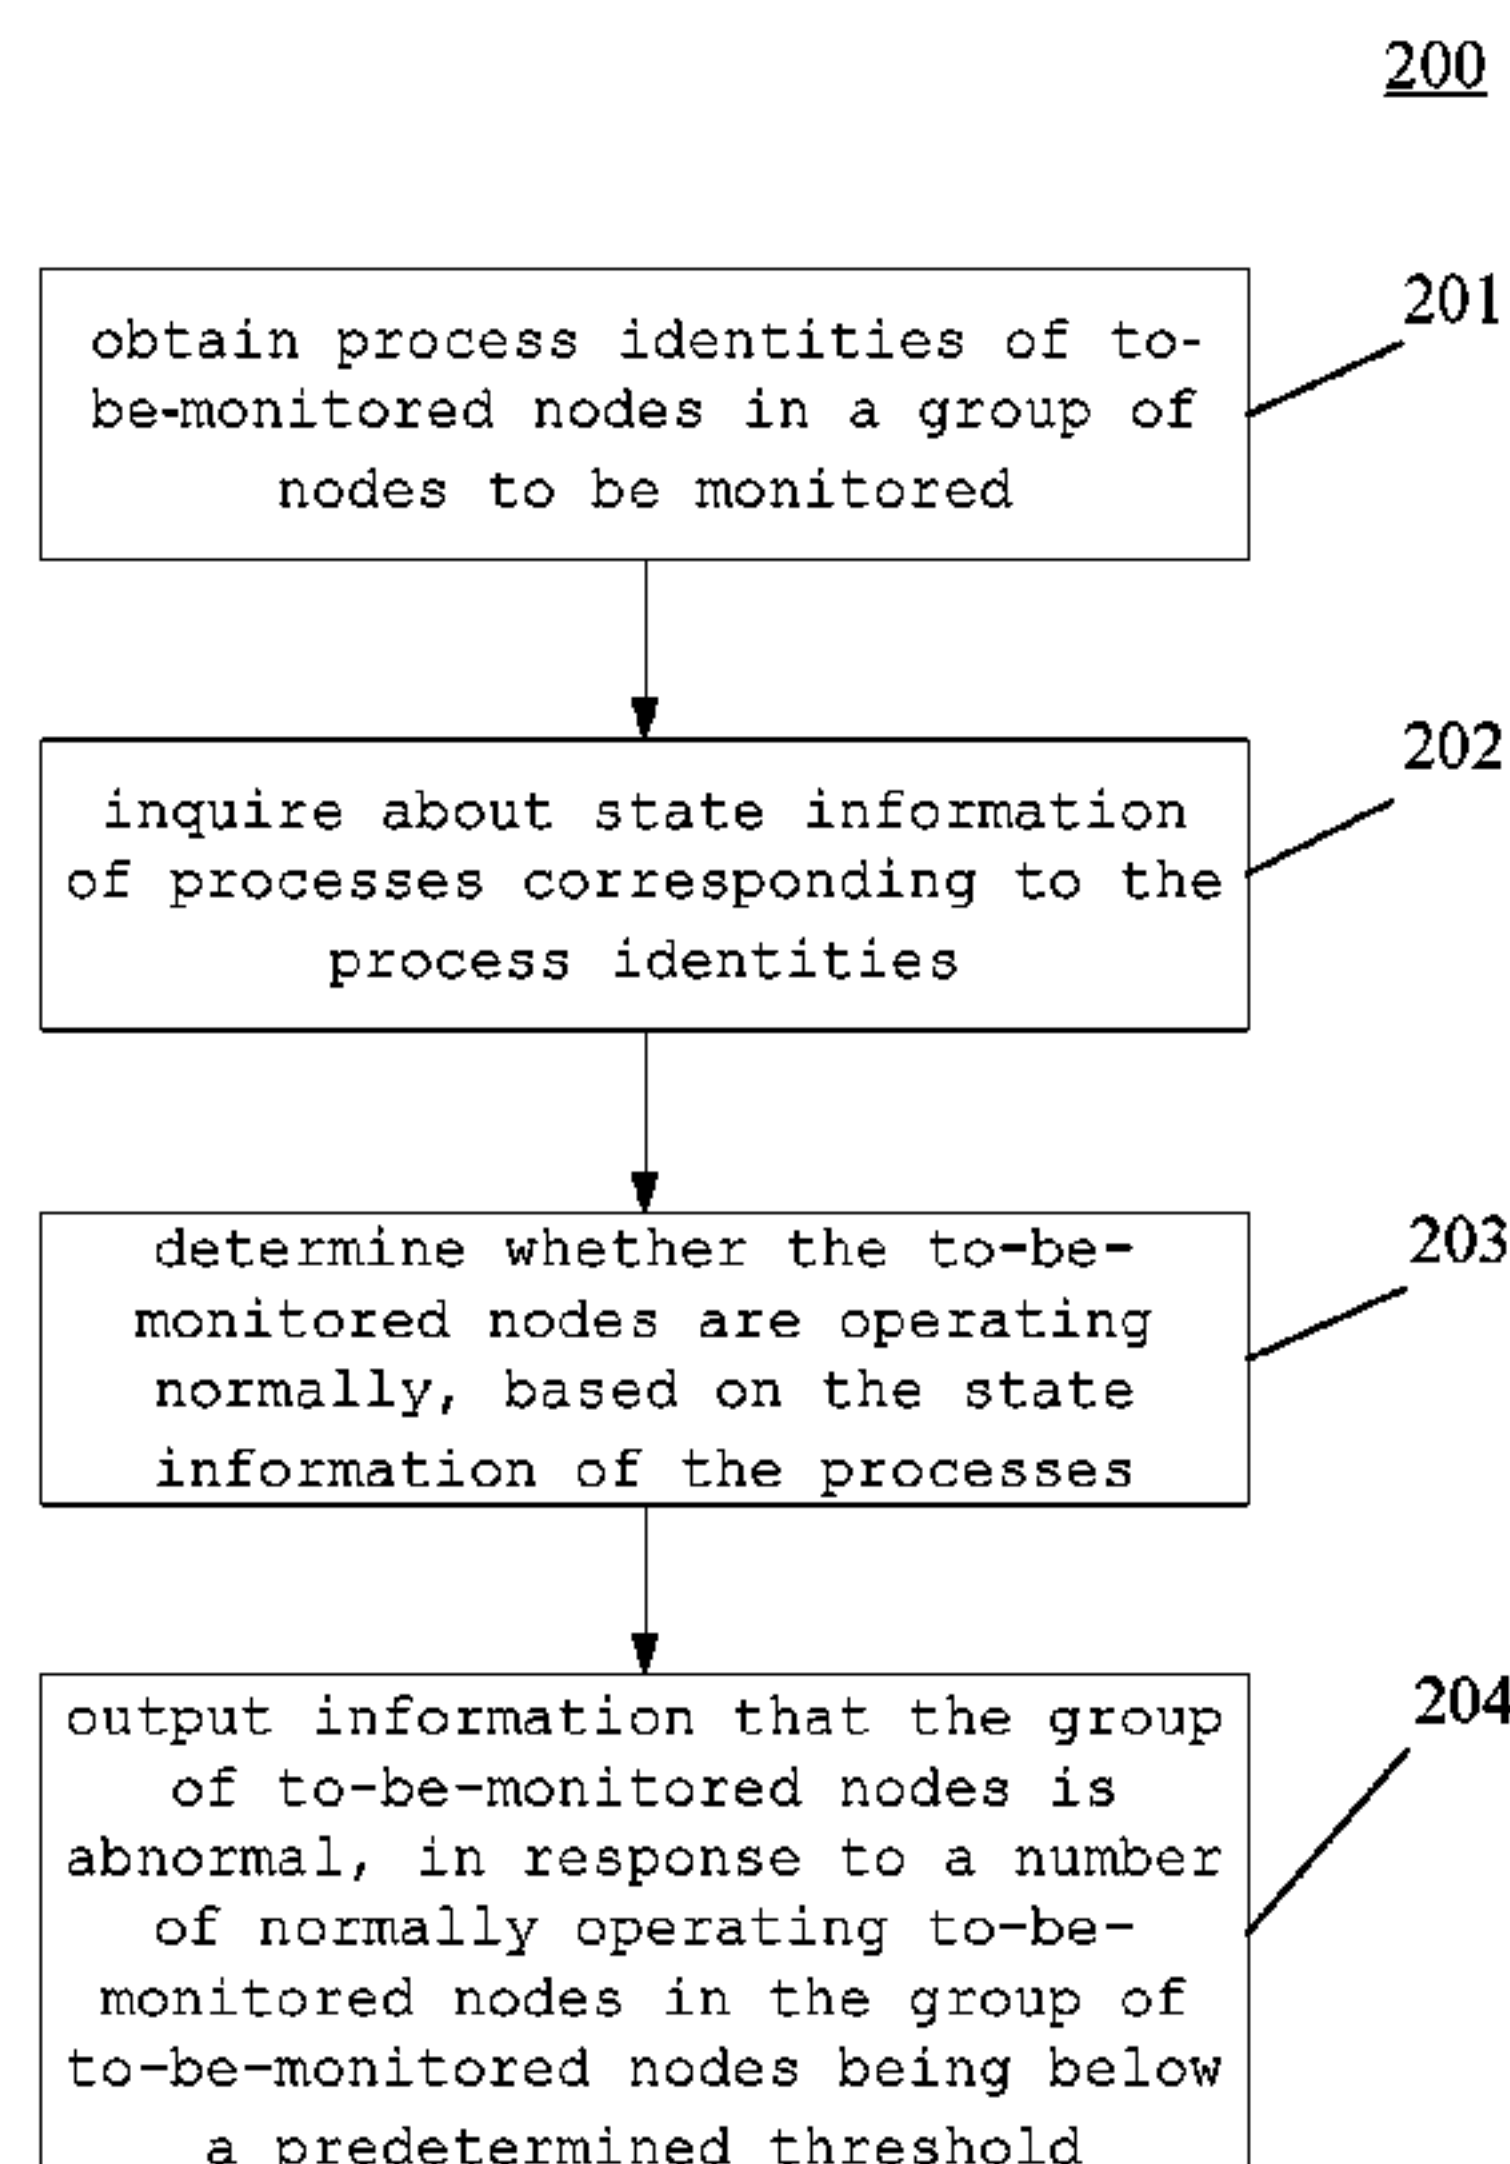 200
201
obtain process identities of to-
be-monitored nodes in a group of
nodes to be monitored
202
inquire about state information
of processes corresponding to the
process identities
203
determine whether the to-be-
monitored nodes are operating
normally, based on the state
information of the processes
204
output information that the group
of to-be-monitored nodes is
abnormal, in response to a number
of normally operating to-be-
monitored nodes in the group of
to-be-monitored nodes being below
a predetermined threshold